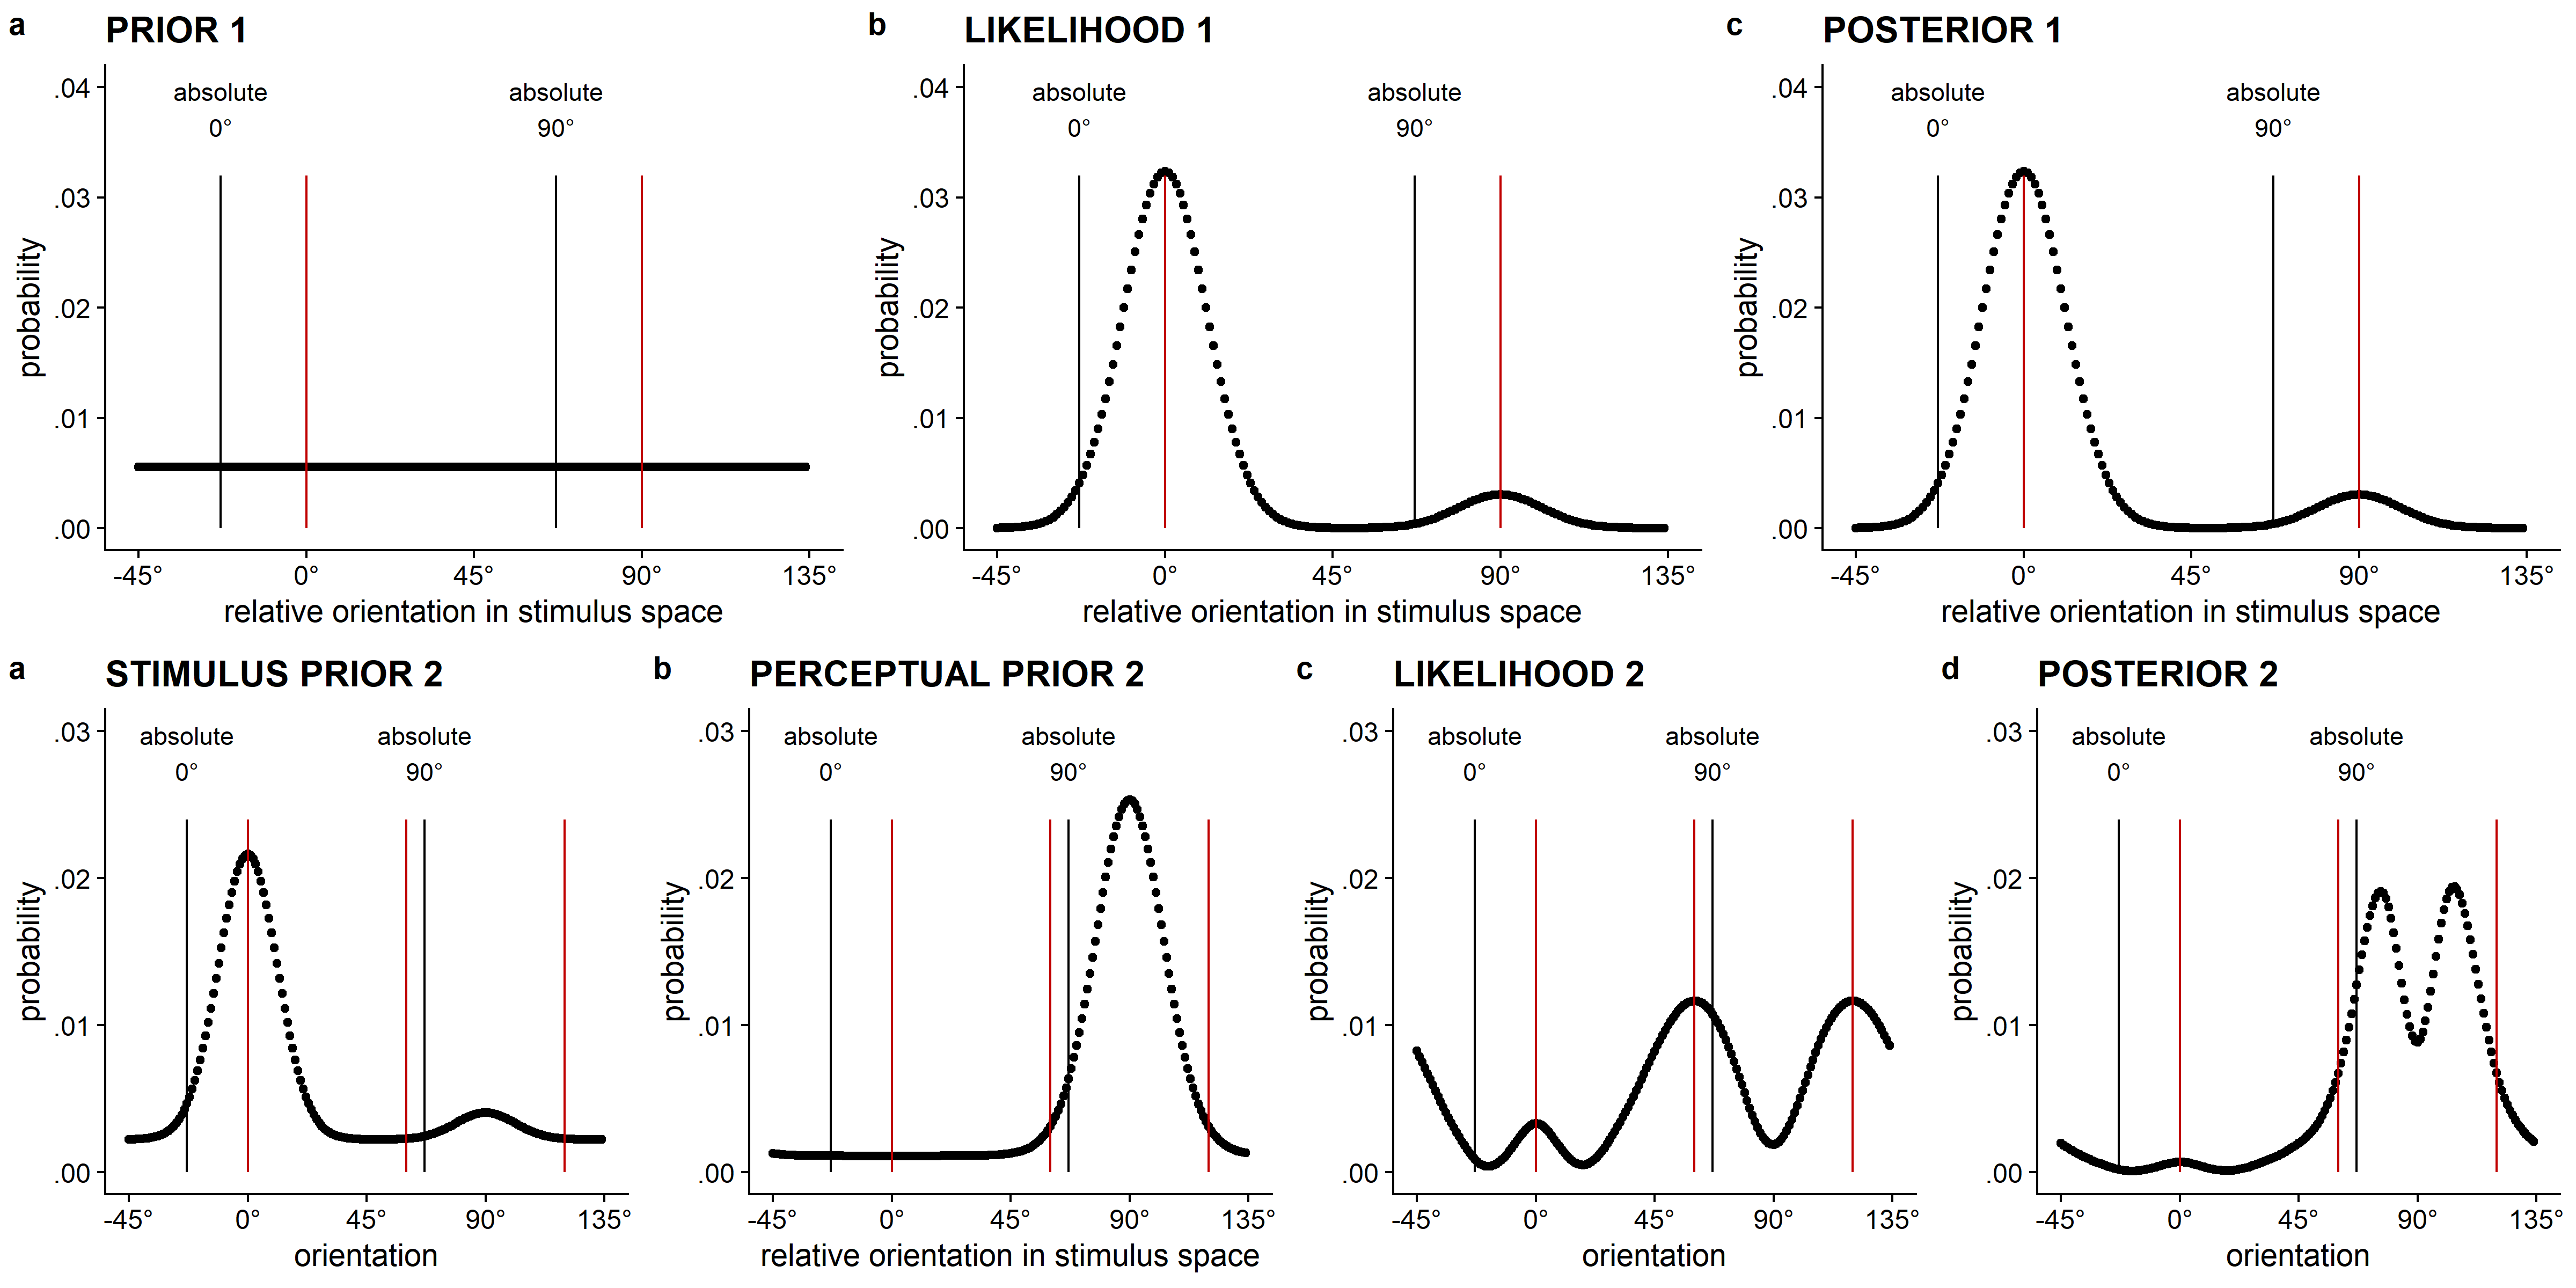 a PRIOR 1
absolute
0°
absolute
90°
.04
.03
.02
.01
.00
probability
-45° 0° 45° 90° 135°
relative orientation in stimulus space
b LIKELIHOOD 1
absolute
0°
absolute
90°
.04
.03
.02
.01
.00
probability
-45° 0° 45° 90° 135°
relative orientation in stimulus space
c POSTERIOR 1
absolute
0°
absolute
90°
.04
.03
.02
.01
.00
probability
-45° 0° 45° 90° 135°
relative orientation in stimulus space
a STIMULUS PRIOR 2
absolute
0°
absolute
90°
.03
.02
.01
.00
probability
-45° 0° 45° 90° 135°
orientation
b PERCEPTUAL PRIOR 2
absolute
0°
absolute
90°
.03
.02
.01
.00
probability
-45° 0° 45° 90° 135°
relative orientation in stimulus space
c LIKELIHOOD 2
absolute
0°
absolute
90°
.03
.02
.01
.00
probability
-45° 0° 45° 90° 135°
orientation
d POSTERIOR 2
absolute
0°
absolute
90°
.03
.02
.01
.00
probability
-45° 0° 45° 90° 135°
orientation